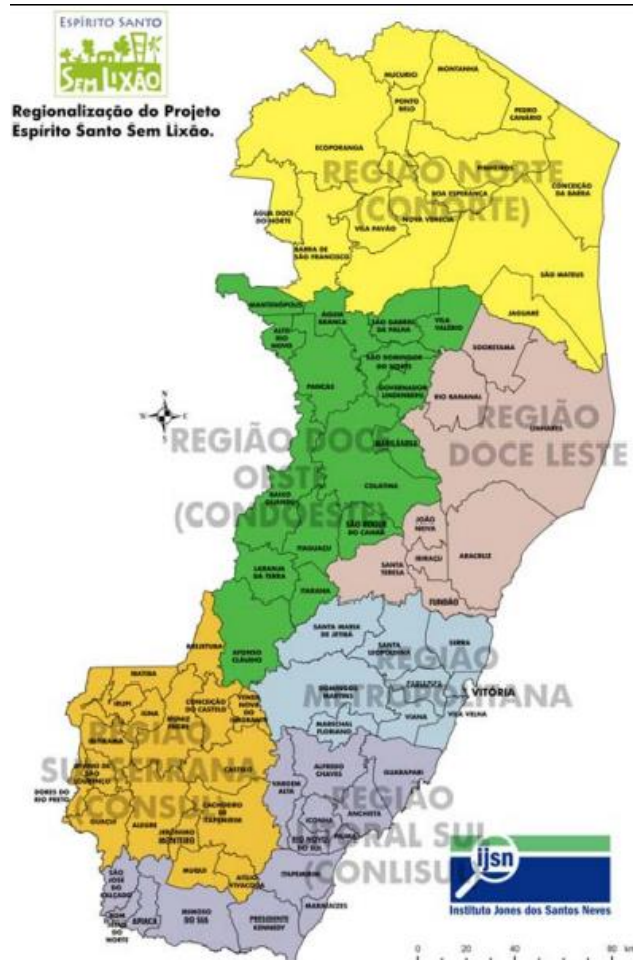 ESPÍRITO SANTO
SEM LIXÃO
Regionalização do Projeto
Espírito Santo Sem Lixão.
MUCURICI
MONTANHA
PONTO
BELO
PEDRO
CANÁRIO
ECOPORANGA
PINHEIROS
REGIÃO NORTE
(CONORTE)
BOA ESPERANÇA
CONCEIÇÃO
DA BARRA
ÁGUA DOCE
DO NORTE
VILA PAVÃO
NOVA VENÉCIA
BARRA DE
SÃO FRANCISCO
SÃO MATEUS
JAGUARÉ
MANTENÓPOLIS
ÁGUIA
BRANCA
SÃO GABRIEL
DA PALHA
VILA
VALÉRIO
ALTO
RIO
NOVO
SOORETAMA
SÃO DOMINGOS
DO NORTE
PANCAS
GOVERNADOR
LINDENBERG
RIO BANANAL
LINHARES
REGIÃO
DOCE LESTE
REGIÃO DOCE
OESTE
(CONDOESTE)
MARILÂNDIA
COLATINA
BAIXO
GUANDU
SÃO ROQUE
DO CANAÃ
JOÃO
NEIVA
ITAGUAÇU
IBIRAÇU
ARACRUZ
LARANJA
DA TERRA
SANTA
TERESA
ITARANA
FUNDÃO
AFONSO
CLÁUDIO
SANTA MARIA
DE JETIBÁ
SANTA
LEOPOLDINA
SERRA
BREJETUBA
REGIÃO
METROPOLITANA
CARIACICA
VITÓRIA
DOMINGOS
MARTINS
VIANA
VILA VELHA
MARECHAL
FLORIANO
IBATIBA
IRUPI
IÚNA
MUNIZ
FREIRE
CONCEIÇÃO
DO CASTELO
VENDA
NOVA DO
IMIGRANTE
IBITIRAMA
REGIÃO
SUL SERRANA
(CONSUL)
CASTELO
DORES DO
RIO PRETO
GUAÇUÍ
ALEGRE
JERÔNIMO
MONTEIRO
CACHOEIRO
DE
ITAPEMIRIM
MUQUI
ATILIO
VIVACQUA
VARGEM
ALTA
ALFREDO
CHAVES
GUARAPARI
ANCHIETA
ICONHA
RIO NOVO
DO SUL
PIÚMA
REGIÃO
LITORAL SUL
(CONLISUL)
ITAPEMIRIM
MARATAÍZES
SÃO
JOSÉ
DO
CALÇADO
BOM
JESUS DO
NORTE
APIACÁ
MIMOSO
DO SUL
PRESIDENTE
KENNEDY
ijsn
Instituto Jones dos Santos Neves
0 20 40 60 80